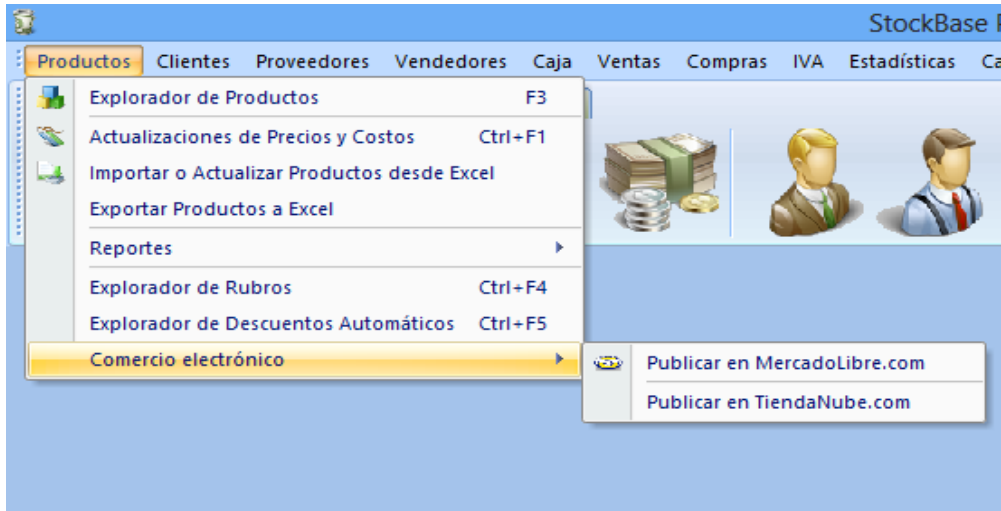 StockBase
Productos Clientes Proveedores Vendedores Caja Ventas Compras IVA Estadísticas
Explorador de Productos F3
Actualizaciones de Precios y Costos Ctrl+F1
Importar o Actualizar Productos desde Excel
Exportar Productos a Excel
Reportes
Explorador de Rubros Ctrl+F4
Explorador de Descuentos Automáticos Ctrl+F5
Comercio electrónico
Publicar en MercadoLibre.com
Publicar en TiendaNube.com